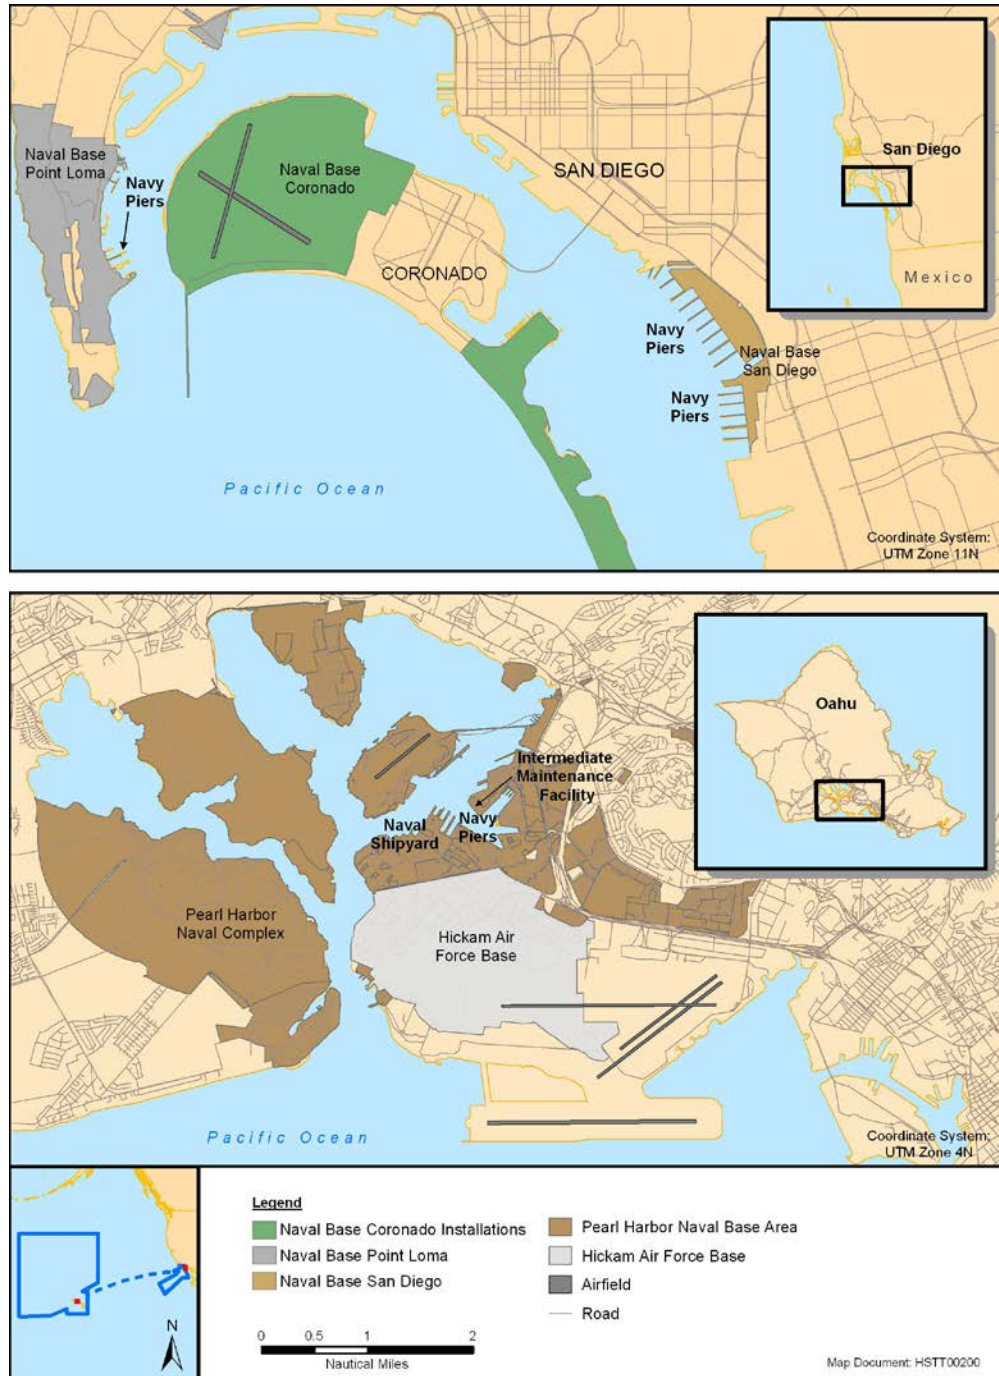 Naval Base
Point Loma
Navy
Piers
Naval Base
Coronado
SAN DIEGO
CORONADO
Navy
Piers
Naval Base
San Diego
Navy
Piers
Pacific Ocean
San Diego
Mexico
Coordinate System:
UTM Zone 11N
Oahu
Intermediate
Maintenance
Facility
Naval
Shipyard
Navy
Piers
Pearl Harbor
Naval Complex
Hickam Air
Force Base
Pacific Ocean
Coordinate System:
UTM Zone 4N
N
Legend
Naval Base Coronado Installations
Naval Base Point Loma
Naval Base San Diego
Pearl Harbor Naval Base Area
Hickam Air Force Base
Airfield
Road
0 0.5 1 2
Nautical Miles
Map Document: HSTT00200